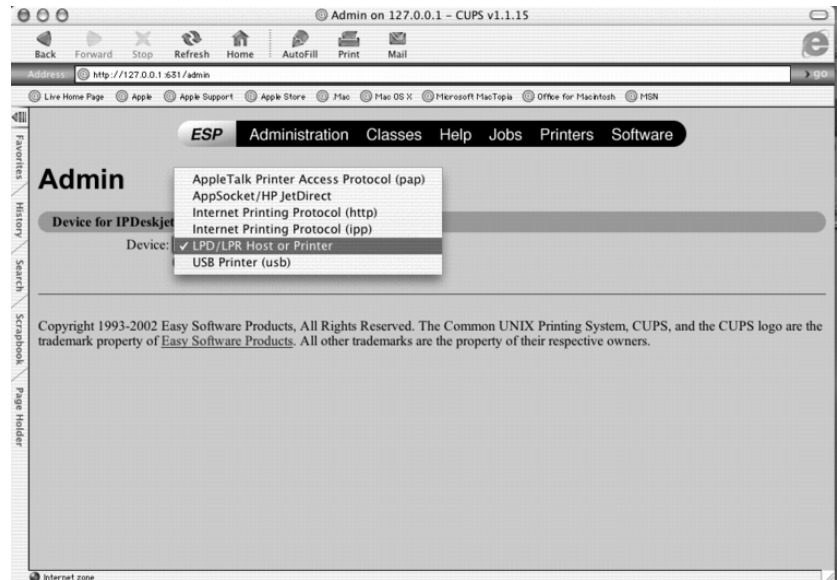 Admin on 127.0.0.1 – CUPS v1.1.15
Back Forward Stop Refresh Home AutoFill Print Mail
Address: http://127.0.0.1:631/admin › go
Live Home Page Apple Apple Support Apple Store .Mac Mac OS X Microsoft MacTopia Office for Macintosh MSN
Favorites
History
Search
Scrapbook
Page Holder
ESP Administration Classes Help Jobs Printers Software
Admin
Device for IPDeskjet
Device:
AppleTalk Printer Access Protocol (pap)
AppSocket/HP JetDirect
Internet Printing Protocol (http)
Internet Printing Protocol (ipp)
✓ LPD/LPR Host or Printer
USB Printer (usb)
Copyright 1993-2002 Easy Software Products, All Rights Reserved. The Common UNIX Printing System, CUPS, and the CUPS logo are the
trademark property of Easy Software Products. All other trademarks are the property of their respective owners.
Internet zone